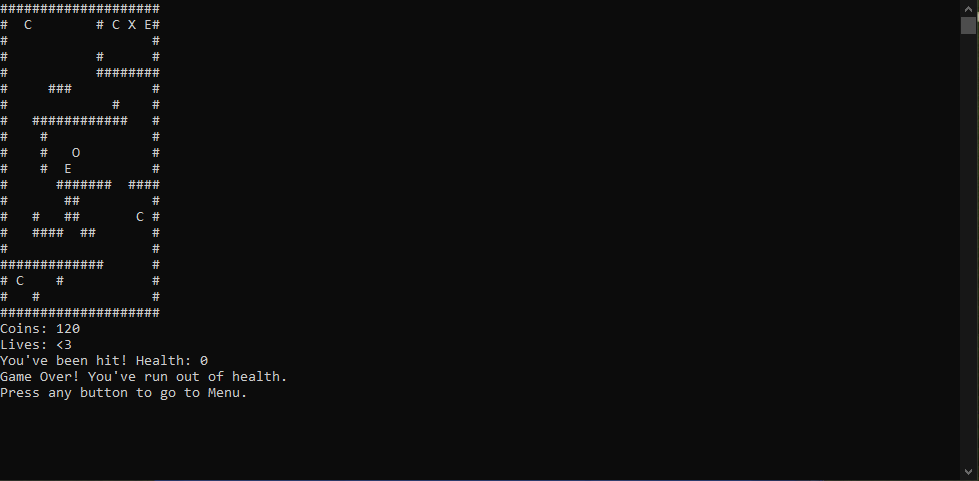 ####################
#  C        # C X E#
#                  #
#           #      #
#           ########
#     ###          #
#             #    #
#   ############   #
#    #             #
#    #   O         #
#    #  E          #
#      #######  ####
#       ##         #
#   #   ##       C #
#   ####  ##       #
#                  #
#############      #
# C    #           #
#   #              #
####################
Coins: 120
Lives: <3
You've been hit! Health: 0
Game Over! You've run out of health.
Press any button to go to Menu.